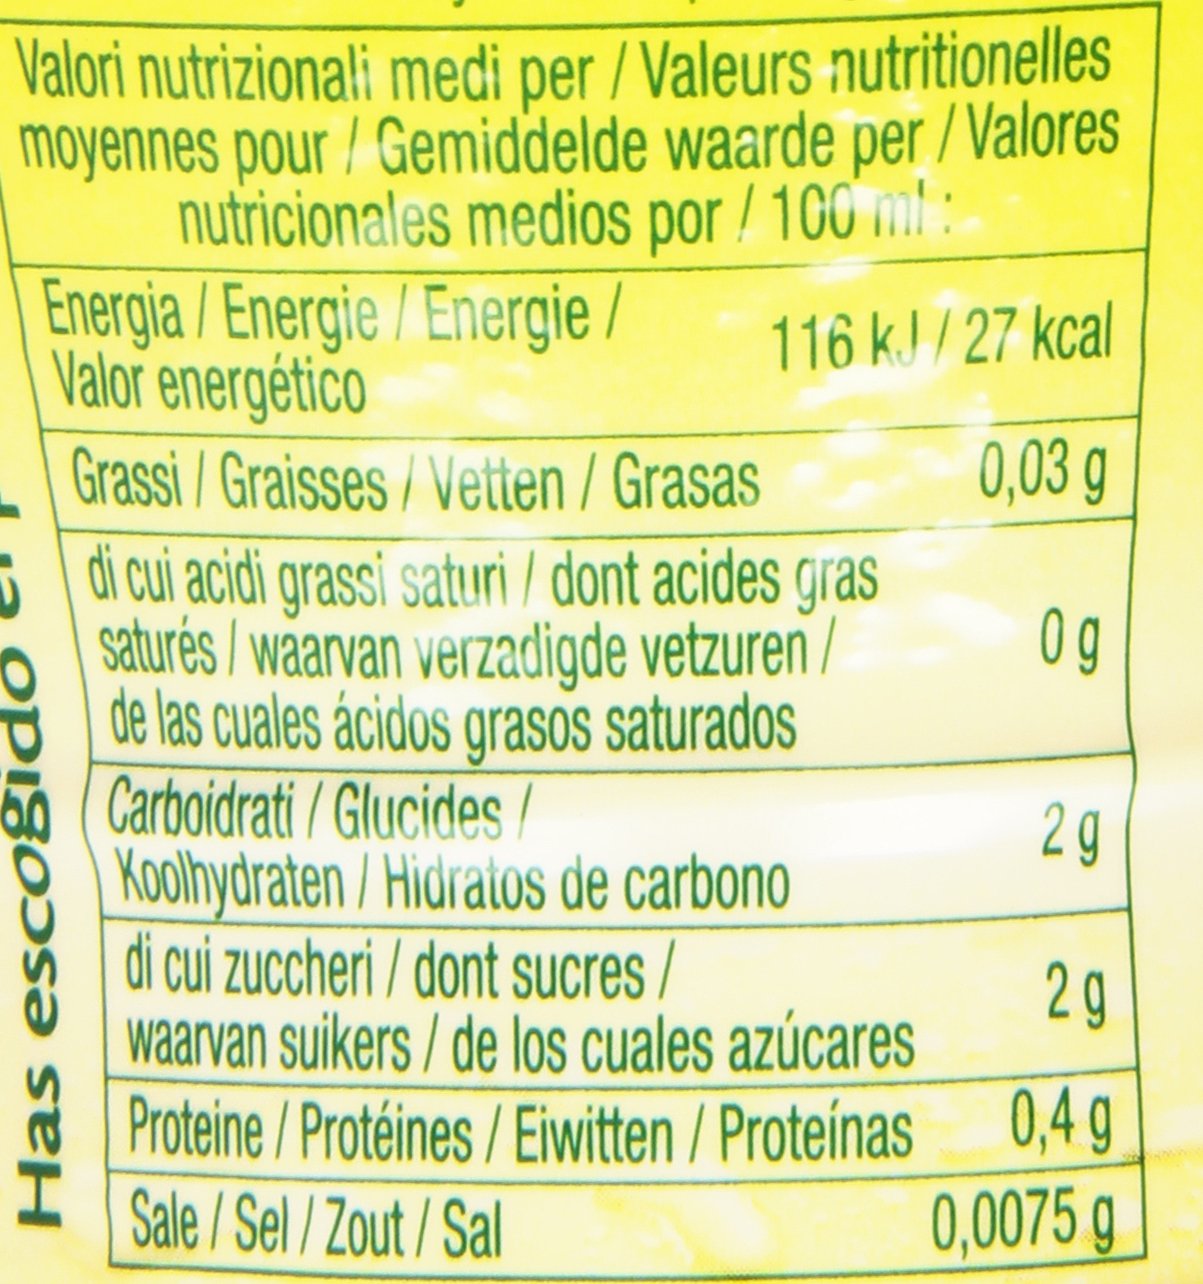 Valori nutrizionali medi per / Valeurs nutritionelles
moyennes pour / Gemiddelde waarde per / Valores
nutricionales medios por / 100 ml :
Energia / Energie / Energie /
Valor energético
116 kJ / 27 kcal
Grassi / Graisses / Vetten / Grasas
0,03 g
di cui acidi grassi saturi / dont acides gras
saturés / waarvan verzadigde vetzuren /
de las cuales ácidos grasos saturados
0 g
Carboidrati / Glucides /
Koolhydraten / Hidratos de carbono
2 g
di cui zuccheri / dont sucres /
waarvan suikers / de los cuales azúcares
2 g
Proteine / Protéines / Eiwitten / Proteínas
0,4 g
Sale / Sel / Zout / Sal
0,0075 g
Has escogido